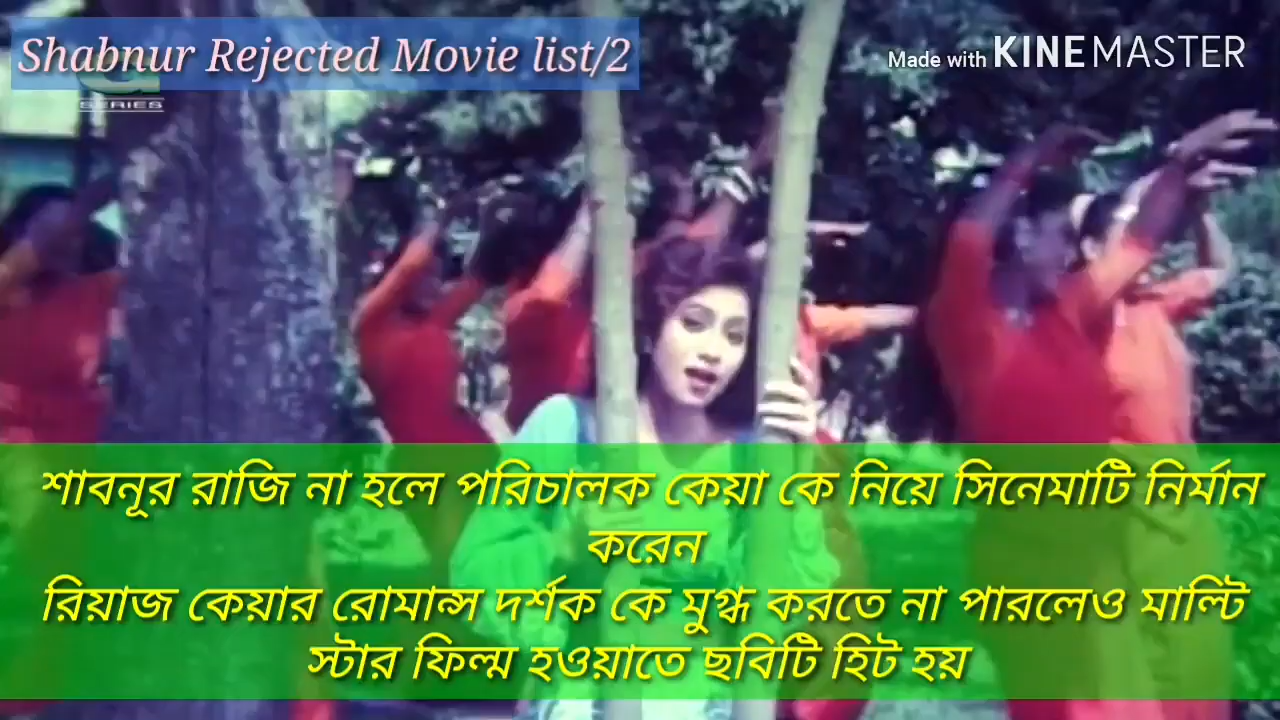 Shabnur Rejected Movie list/2
Made with KINEMASTER
SERIES
শাবনূর রাজি না হলে পরিচালক কেয়া কে নিয়ে সিনেমাটি নির্মান
করেন
রিয়াজ কেয়ার রোমান্স দর্শক কে মুগ্ধ করতে না পারলেও মাল্টি
স্টার ফিল্ম হওয়াতে ছবিটি হিট হয়